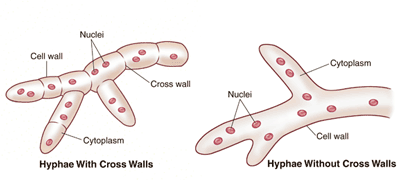 Nuclei
Cell wall
Cross wall
Cytoplasm
Hyphae With Cross Walls
Cytoplasm
Nuclei
Cell wall
Hyphae Without Cross Walls